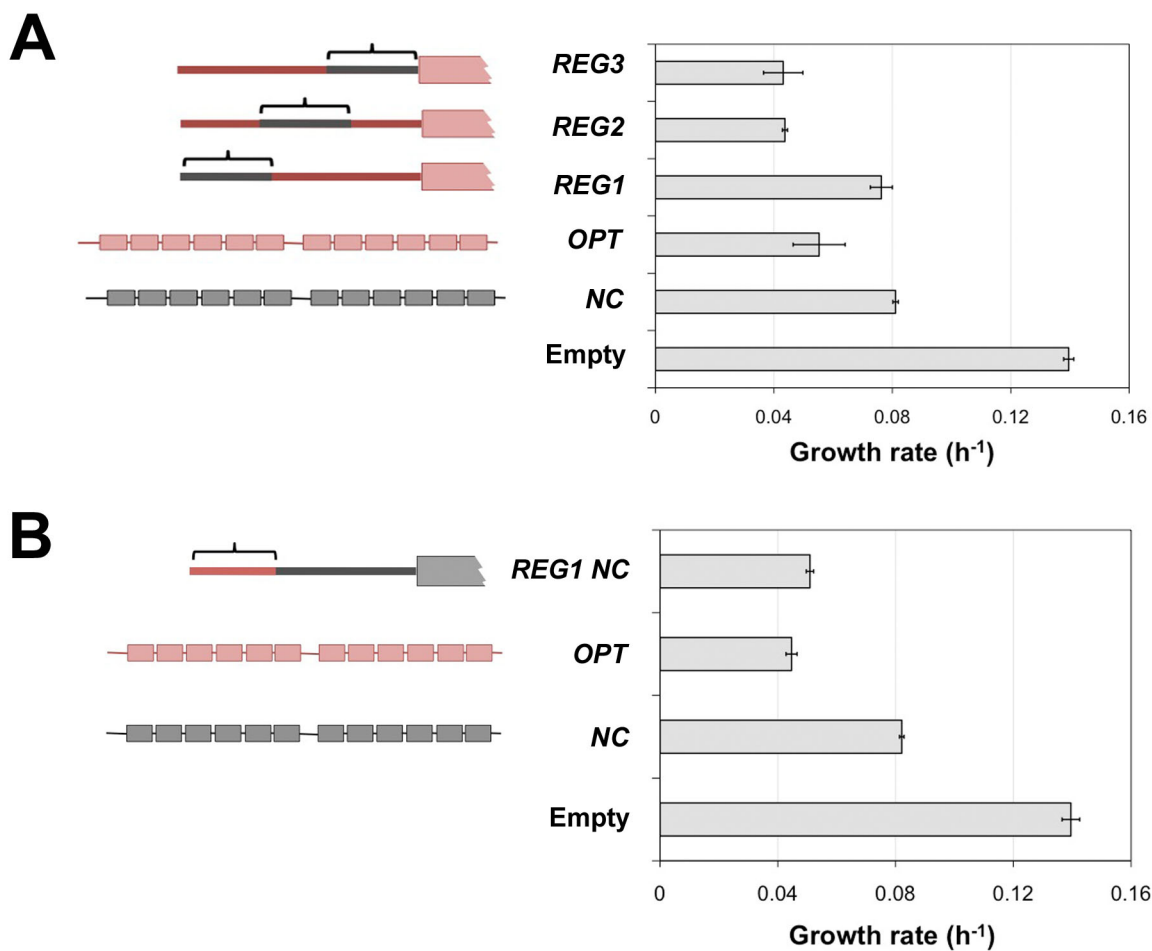 A
REG3
REG2
REG1
OPT
NC
Empty
0 0.04 0.08 0.12 0.16
Growth rate (h-1)
B
REG1 NC
OPT
NC
Empty
0 0.04 0.08 0.12 0.16
Growth rate (h-1)